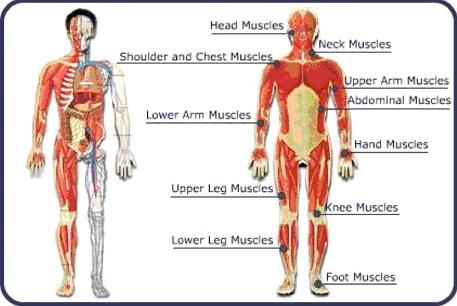 Head Muscles
Neck Muscles
Shoulder and Chest Muscles
Upper Arm Muscles
Abdominal Muscles
Lower Arm Muscles
Hand Muscles
Upper Leg Muscles
Knee Muscles
Lower Leg Muscles
Foot Muscles